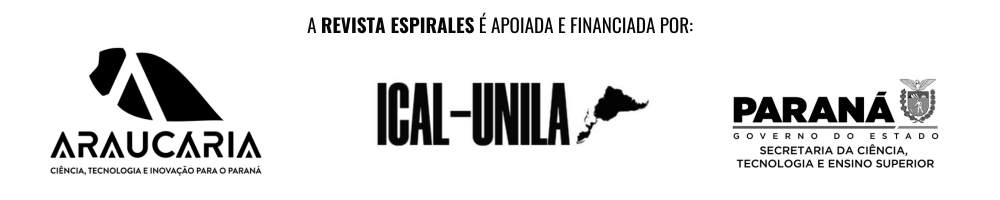 A REVISTA ESPIRALES É APOIADA E FINANCIADA POR:
ARAUCARIA
CIÊNCIA, TECNOLOGIA E INOVAÇÃO PARA O PARANÁ
ICAL-UNILA
PARANÁ
GOVERNO DO ESTADO
SECRETARIA DA CIÊNCIA,
TECNOLOGIA E ENSINO SUPERIOR